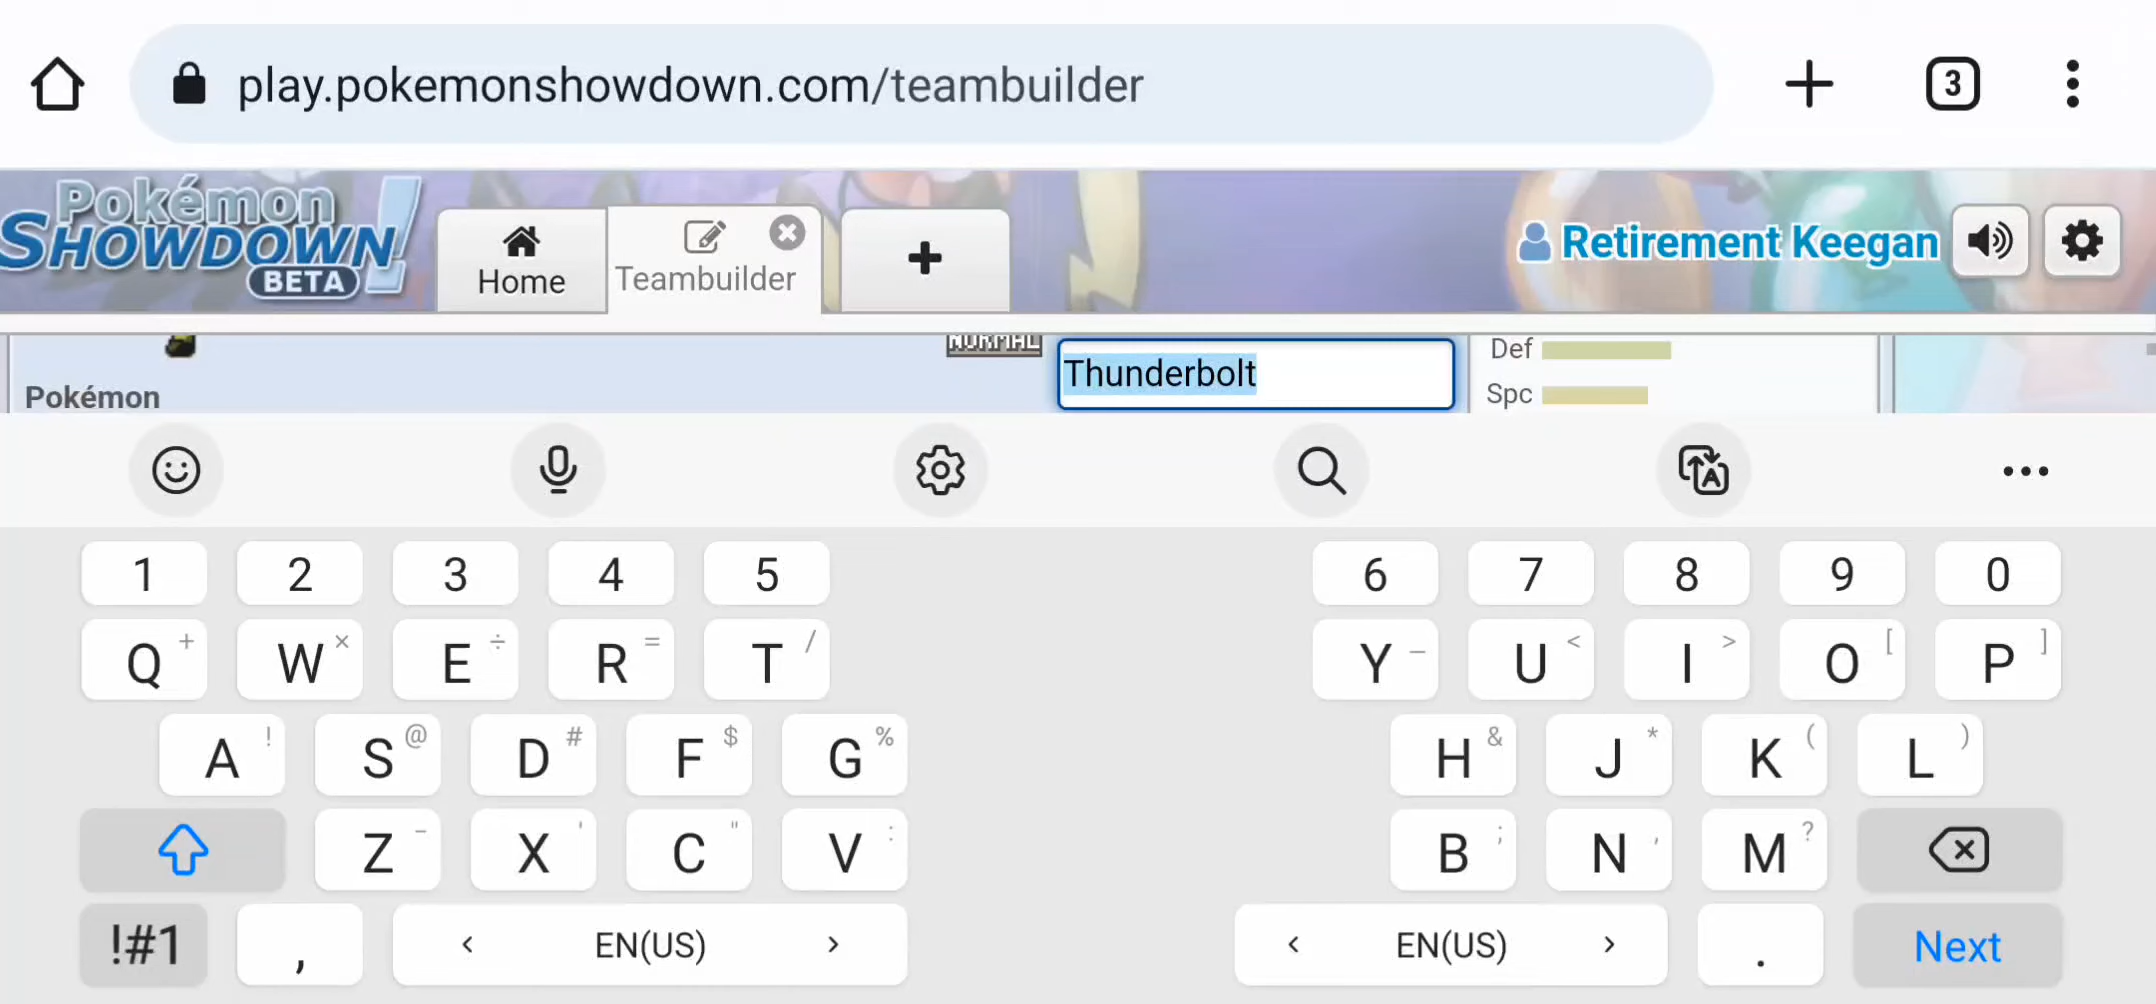 play.pokemonshowdown.com/teambuilder
3
Pokémon
SHOWDOWN!
BETA
Home
Teambuilder
+
Retirement Keegan
NORMAL
Thunderbolt
Def
Spc
Pokémon
1 2 3 4 5 6 7 8 9 0
Q + W × E ÷ R = T / Y _ U < I > O [ P ]
A ! S @ D # F $ G % H & J * K ( L )
Z - X ' C " V : B ; N , M ?
!#1 , < EN(US) > < EN(US) > . Next